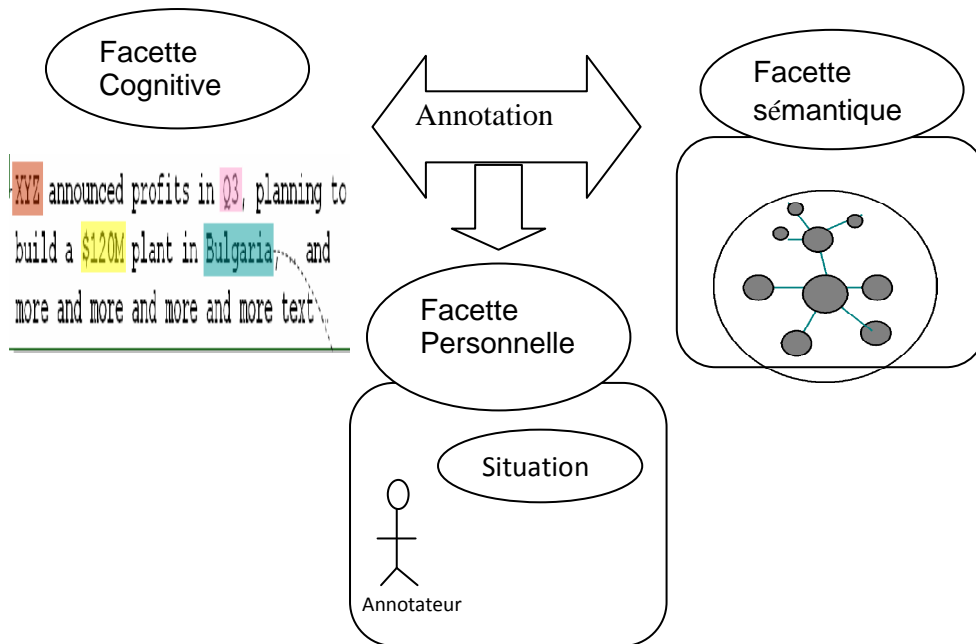 Facette
Cognitive
Annotation
Facette
sémantique
XYZ announced profits in Q3, planning to
build a $120M plant in Bulgaria, and
more and more and more and more text ..
Facette
Personnelle
Situation
Annotateur